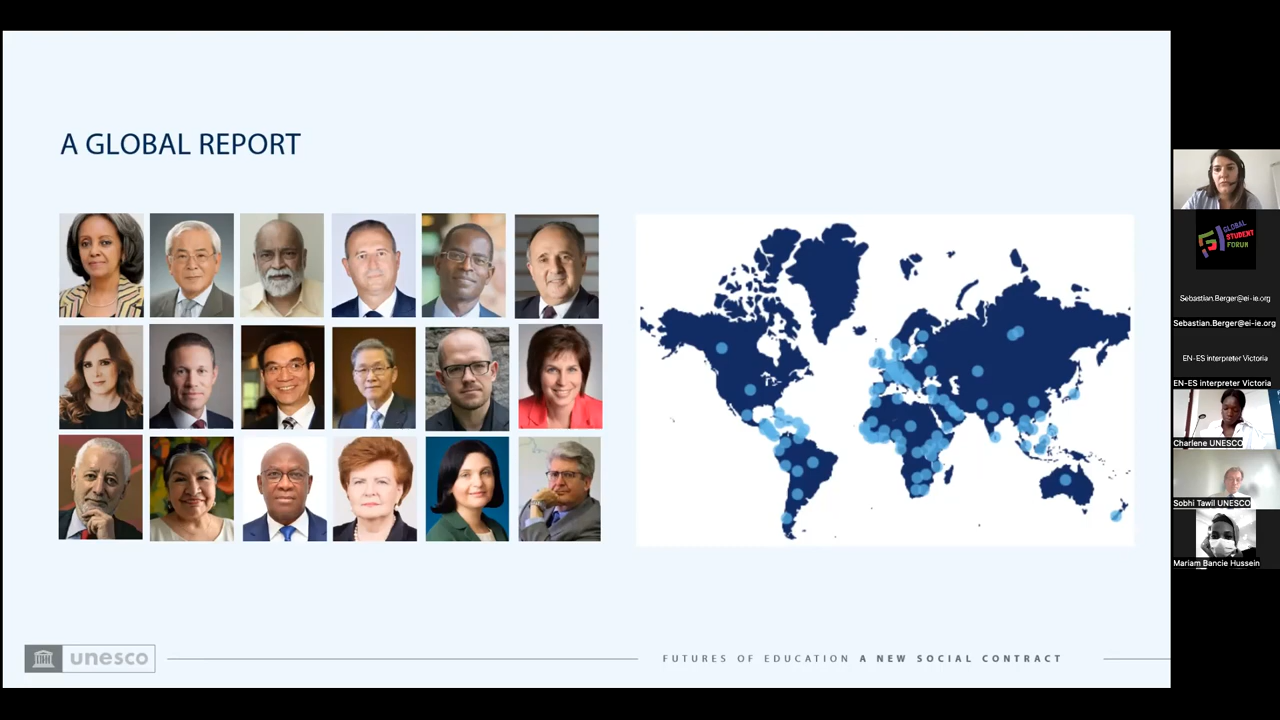 A GLOBAL REPORT
unesco
FUTURES OF EDUCATION A NEW SOCIAL CONTRACT
GLOBAL
STUDENT
FORUM
Sebastian.Berger@ei-ie.org
Sebastian.Berger@ei-ie.org
EN-ES interpreter Victoria
EN-ES interpreter Victoria
Charlene UNESCO
Sobhi Tawil UNESCO
Mariam Bancie Hussein